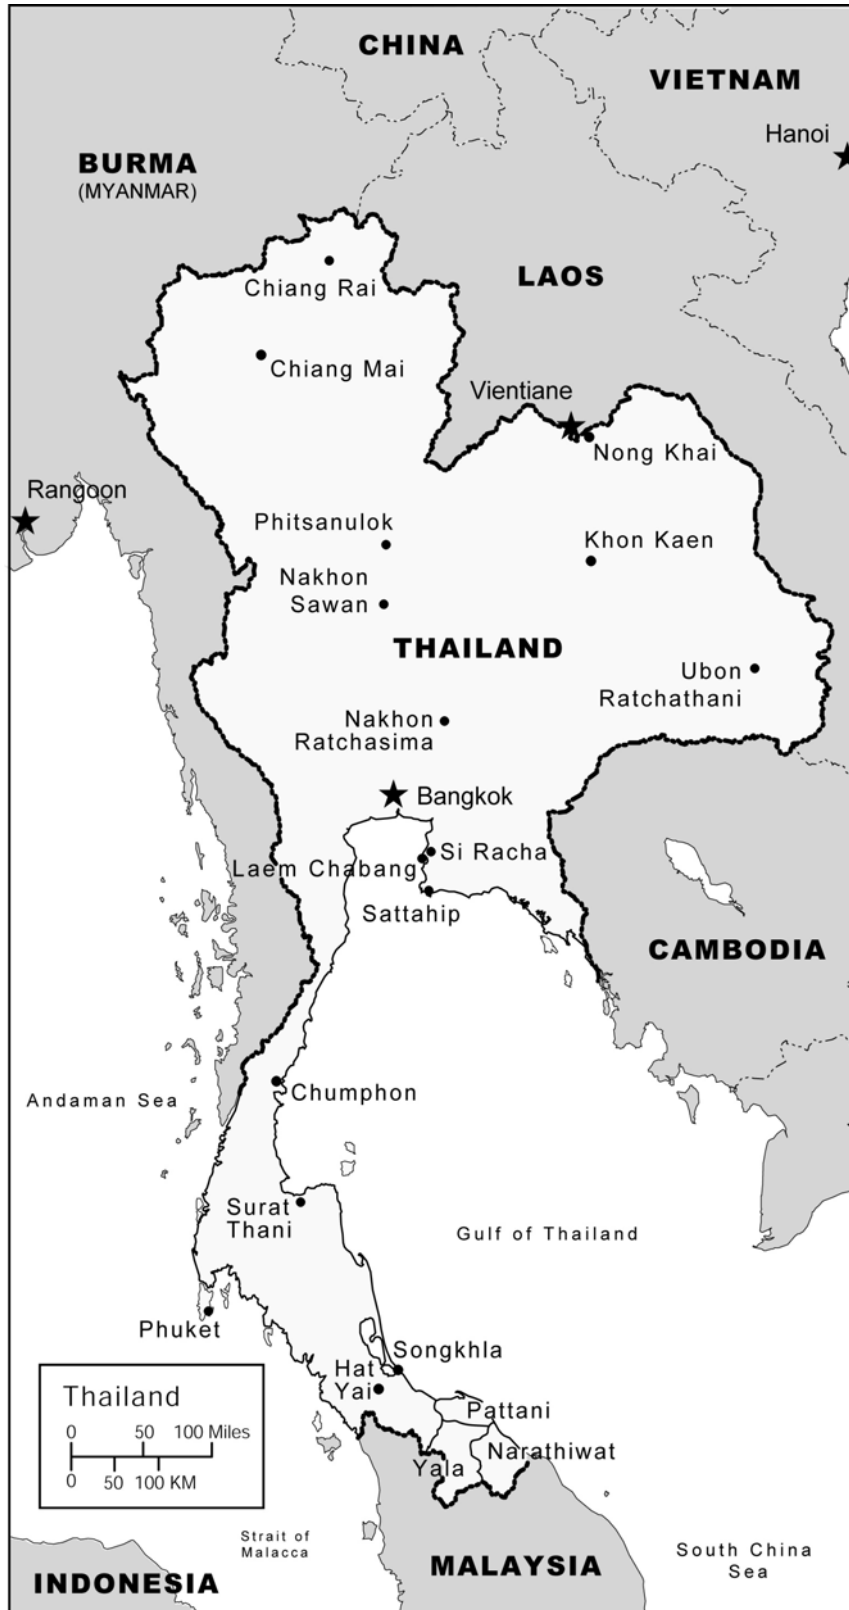 CHINA
VIETNAM
Hanoi
BURMA
(MYANMAR)
LAOS
Chiang Rai
Chiang Mai
Vientiane
Nong Khai
Rangoon
Phitsanulok
Khon Kaen
Nakhon
Sawan
THAILAND
Ubon
Ratchathani
Nakhon
Ratchasima
Bangkok
Si Racha
Laem Chabang
Sattahip
CAMBODIA
Andaman Sea
Chumphon
Surat
Thani
Gulf of Thailand
Phuket
Songkhla
Hat
Yai
Pattani
Narathiwat
Yala
Thailand
0 50 100 Miles
0 50 100 KM
Strait of
Malacca
South China
Sea
MALAYSIA
INDONESIA